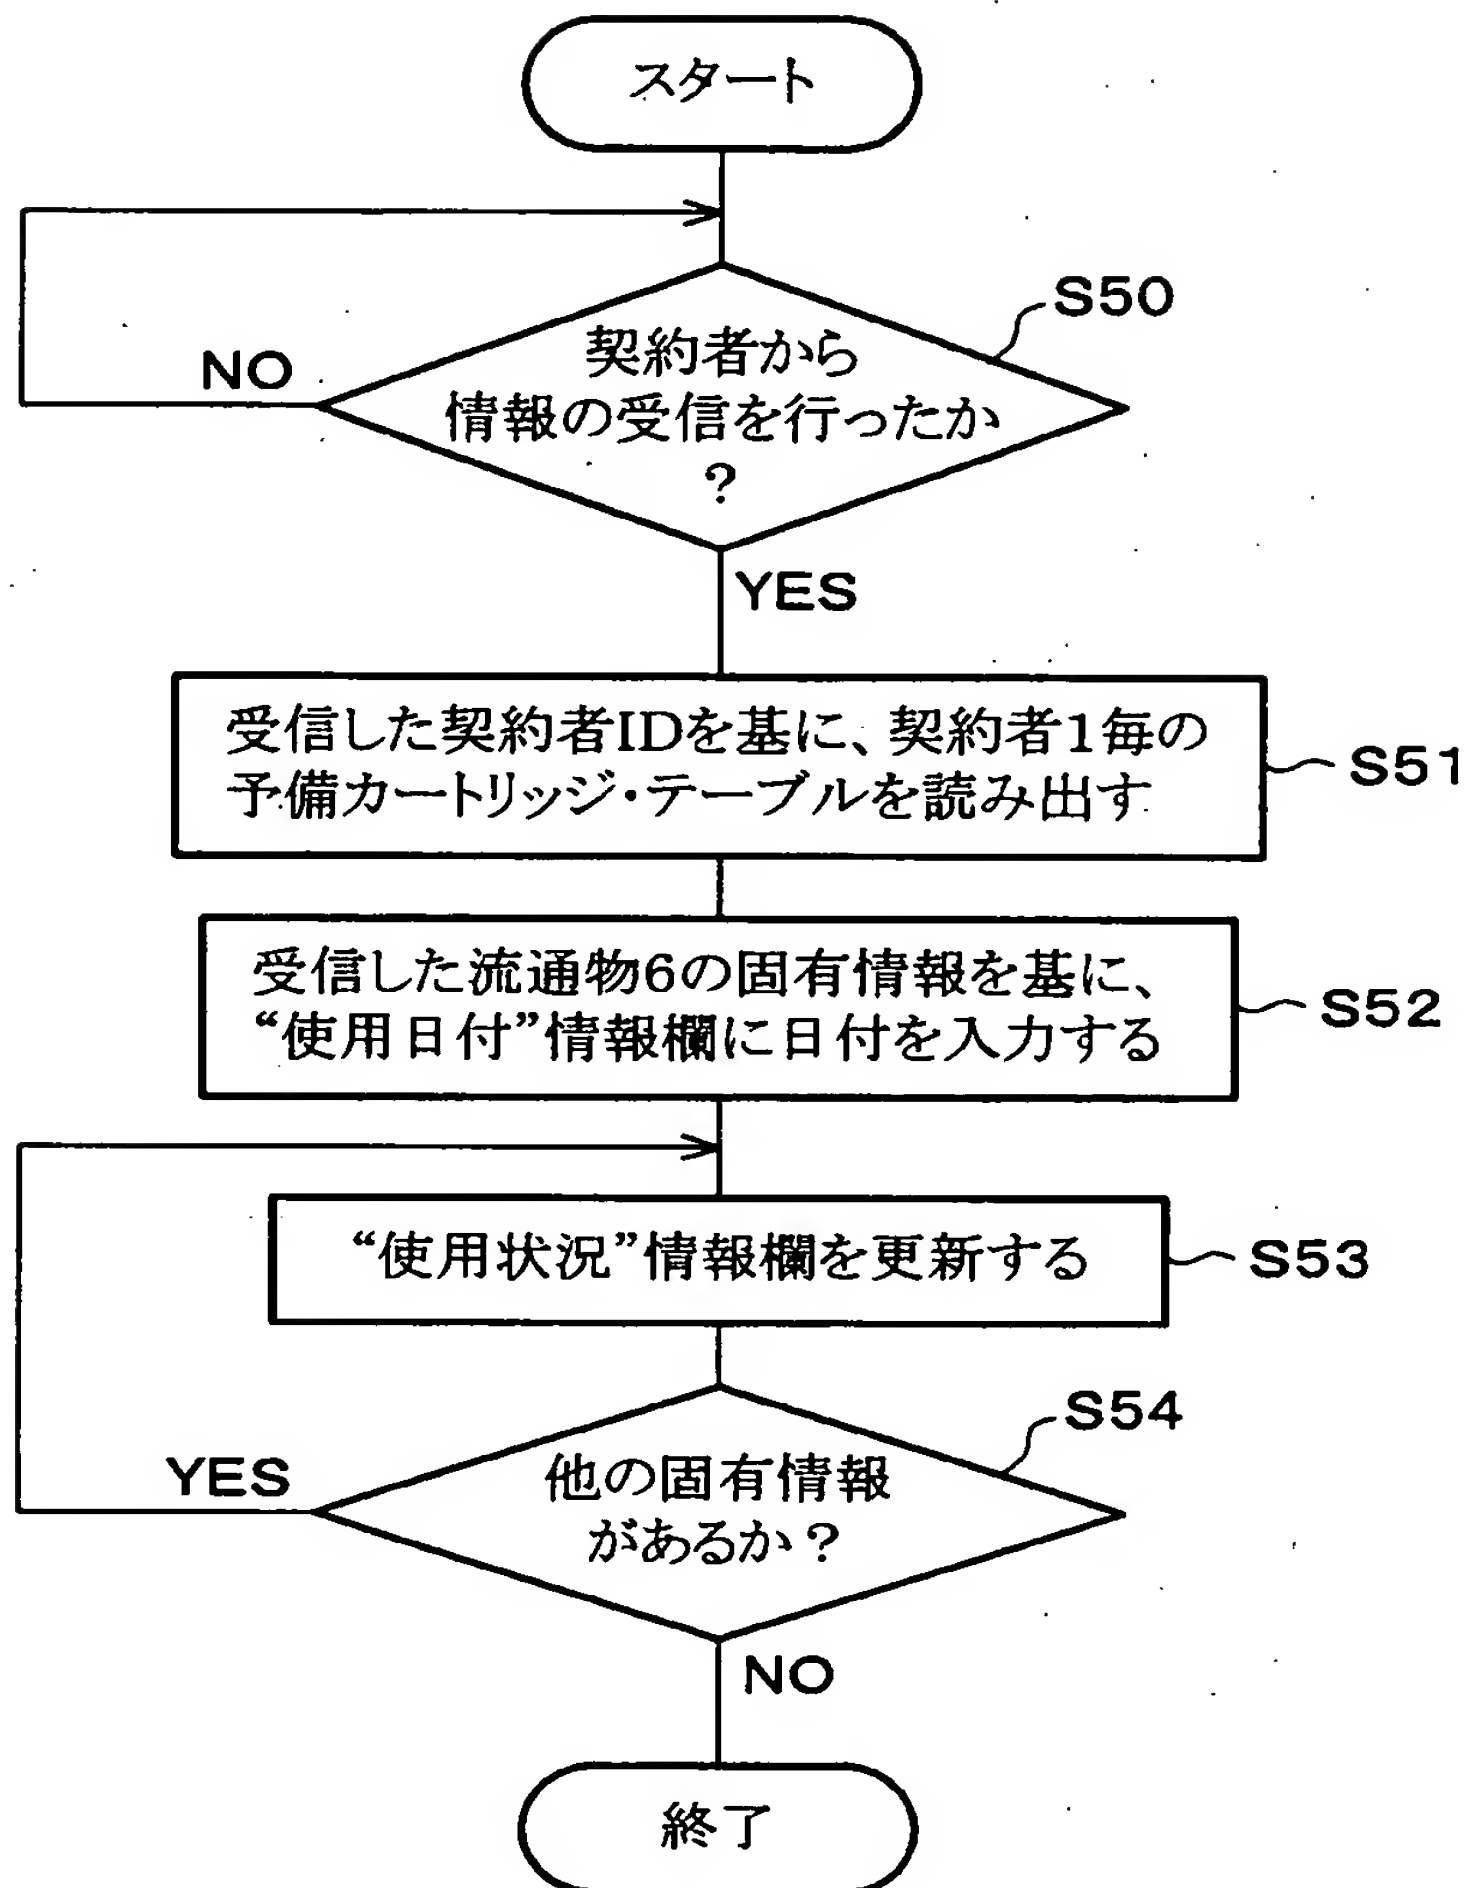 スタート
S50
契約者から
NO
情報の受信を行ったか
?
YES
受信した契約者IDを基に、契約者1毎の
予備カートリッジ・テーブルを読み出す
S51
受信した流通物6の固有情報を基に、
“使用日付”情報欄に日付を入力する
S52
“使用状況”情報欄を更新する
S53
S54
YES
他の固有情報
があるか?
NO
終了